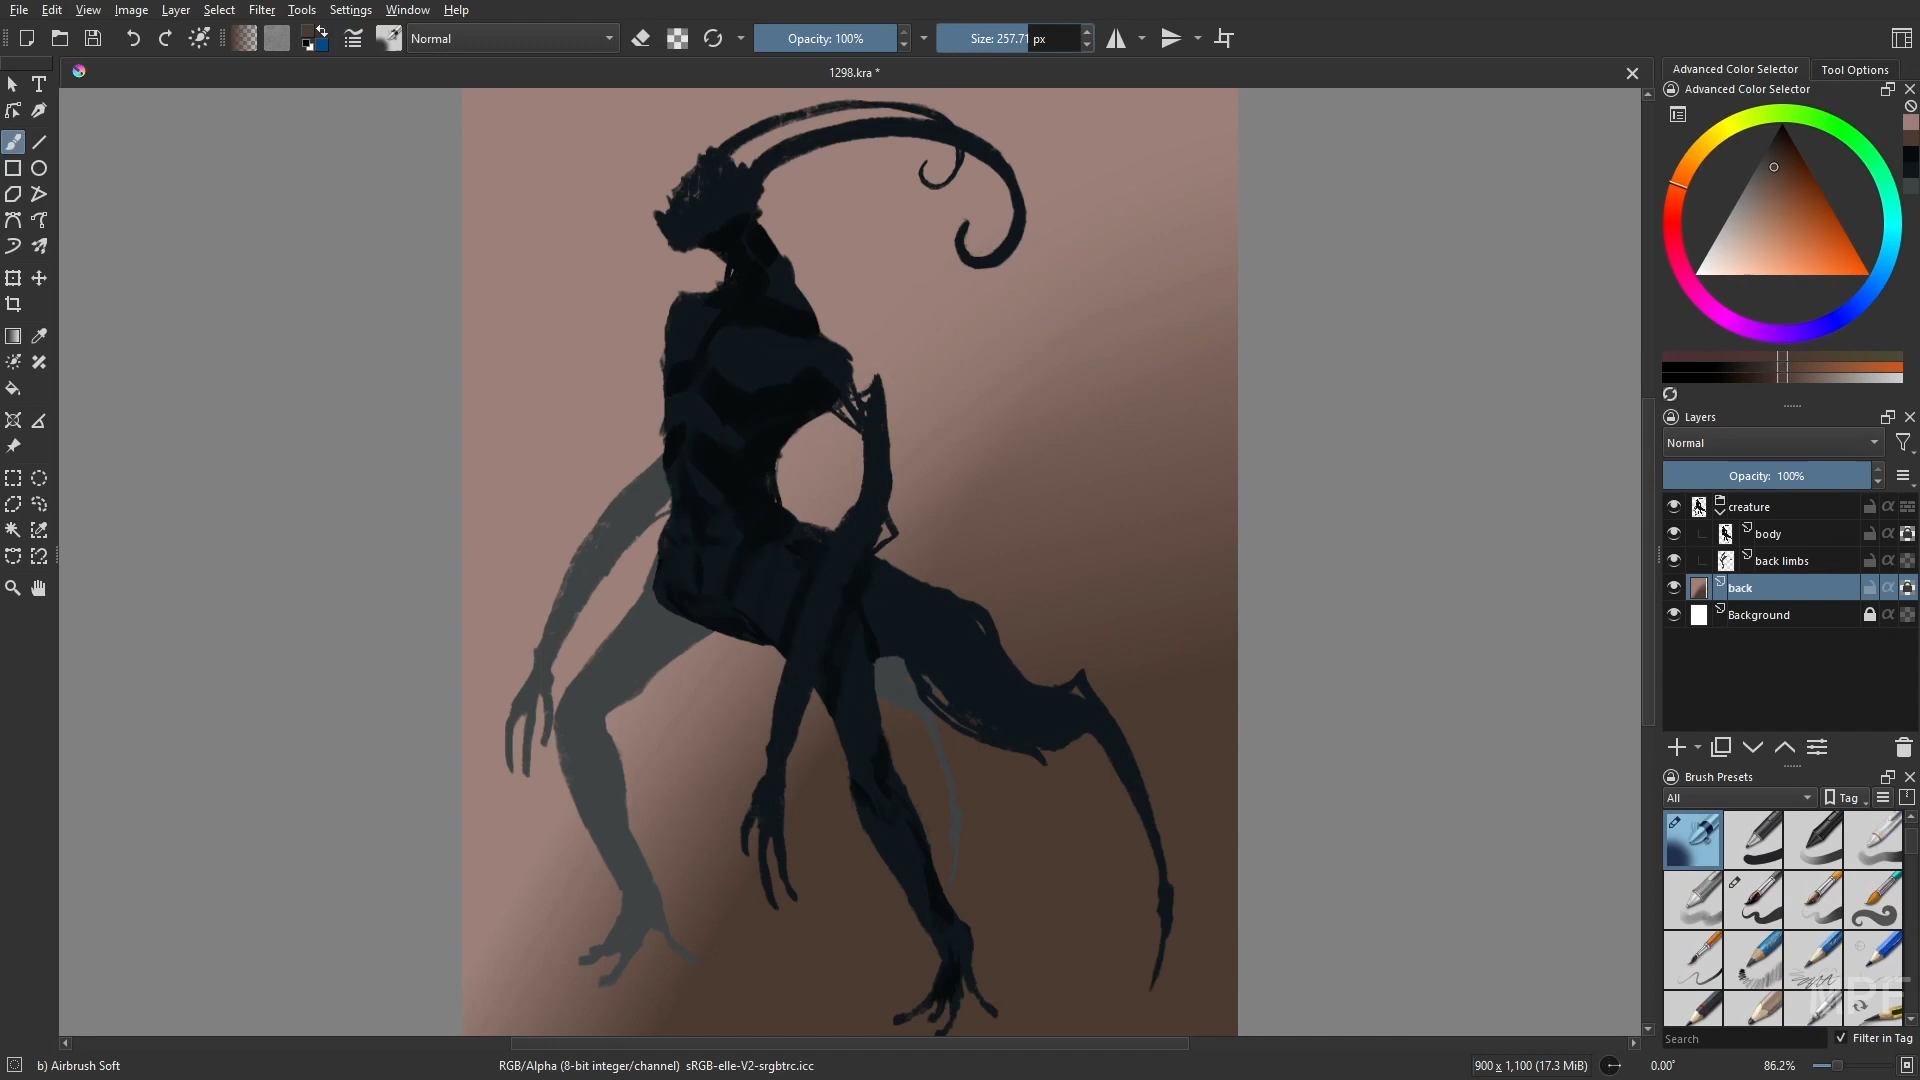 File Edit View Image Layer Select Filter Tools Settings Window Help
Normal Opacity: 100% Size: 257.71 px
1298.kra *
Advanced Color Selector Tool Options
Advanced Color Selector
Layers
Normal
Opacity: 100%
creature
body
back limbs
back
Background
Brush Presets
All Tag
MPF
Search Filter in Tag
b) Airbrush Soft RGB/Alpha (8-bit integer/channel) sRGB-elle-V2-srgbtrc.icc 900 x 1,100 (17.3 MiB) 0.00° 86.2%